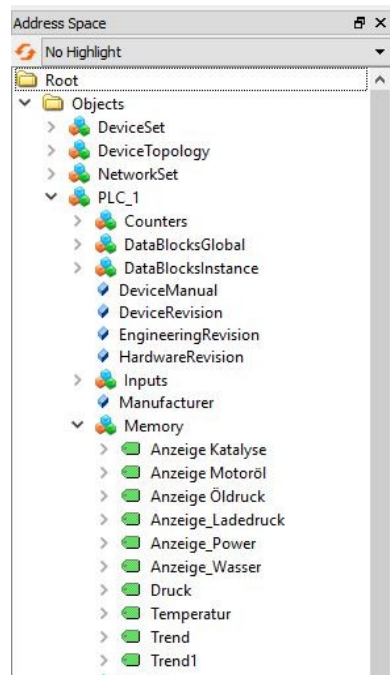 Address Space
No Highlight
Root
Objects
DeviceSet
DeviceTopology
NetworkSet
PLC_1
Counters
DataBlocksGlobal
DataBlocksInstance
DeviceManual
DeviceRevision
EngineeringRevision
HardwareRevision
Inputs
Manufacturer
Memory
Anzeige Katalyse
Anzeige Motoröl
Anzeige Öldruck
Anzeige_Ladedruck
Anzeige_Power
Anzeige_Wasser
Druck
Temperatur
Trend
Trend1